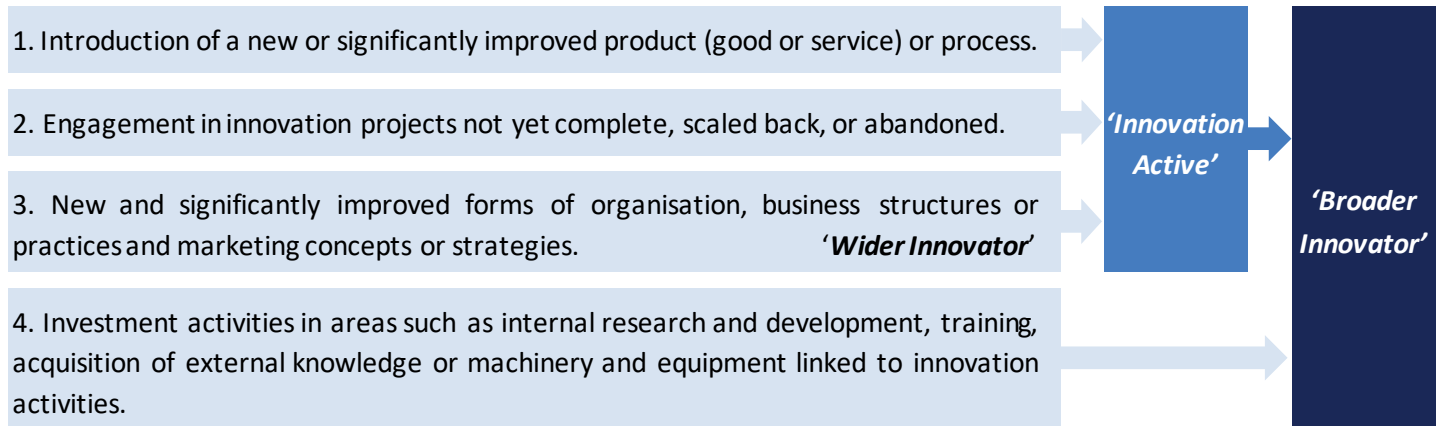 1. Introduction of a new or significantly improved product (good or service) or process.
2. Engagement in innovation projects not yet complete, scaled back, or abandoned.
3. New and significantly improved forms of organisation, business structures or
practices and marketing concepts or strategies. ‘Wider Innovator’
4. Investment activities in areas such as internal research and development, training,
acquisition of external knowledge or machinery and equipment linked to innovation
activities.
‘Innovation
Active’
‘Broader
Innovator’